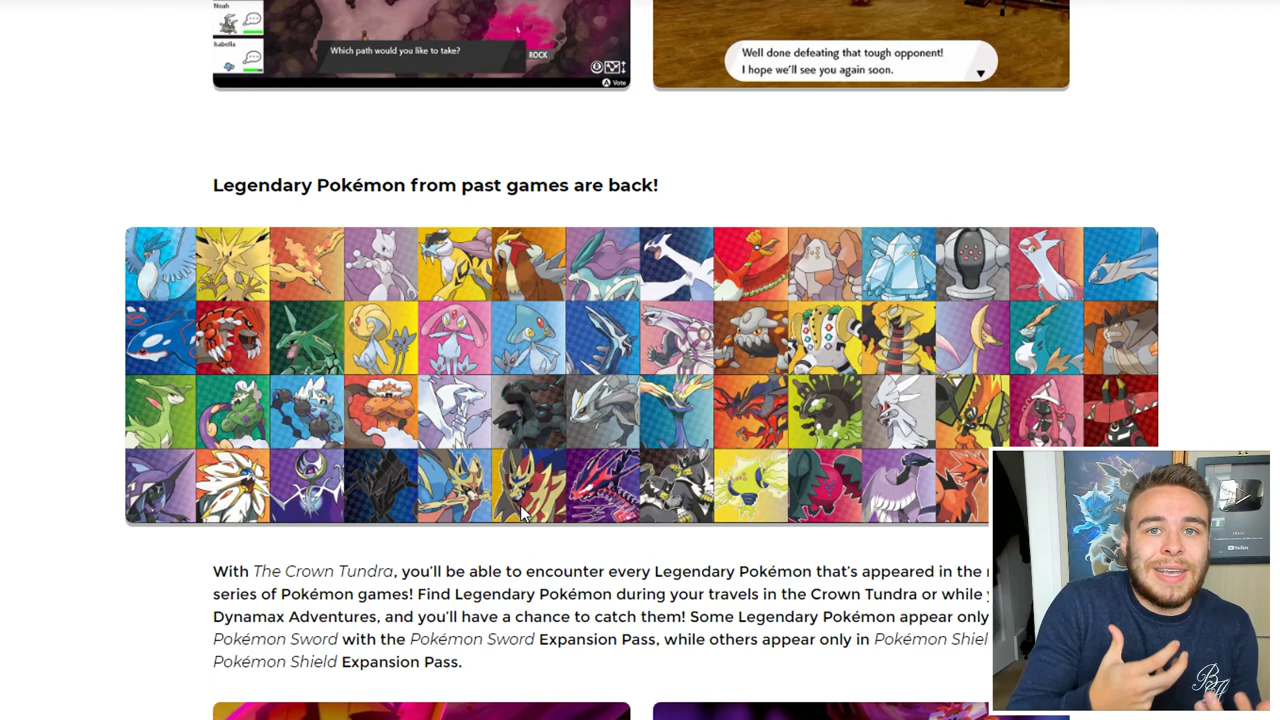 Noah
Isabella
Which path would you like to take?
ROCK
Vote
Well done defeating that tough opponent!
I hope we'll see you again soon.
Legendary Pokémon from past games are back!
With The Crown Tundra, you'll be able to encounter every Legendary Pokémon that's appeared in the
series of Pokémon games! Find Legendary Pokémon during your travels in the Crown Tundra or while
Dynamax Adventures, and you'll have a chance to catch them! Some Legendary Pokémon appear only
Pokémon Sword with the Pokémon Sword Expansion Pass, while others appear only in Pokémon Shiel
Pokémon Shield Expansion Pass.